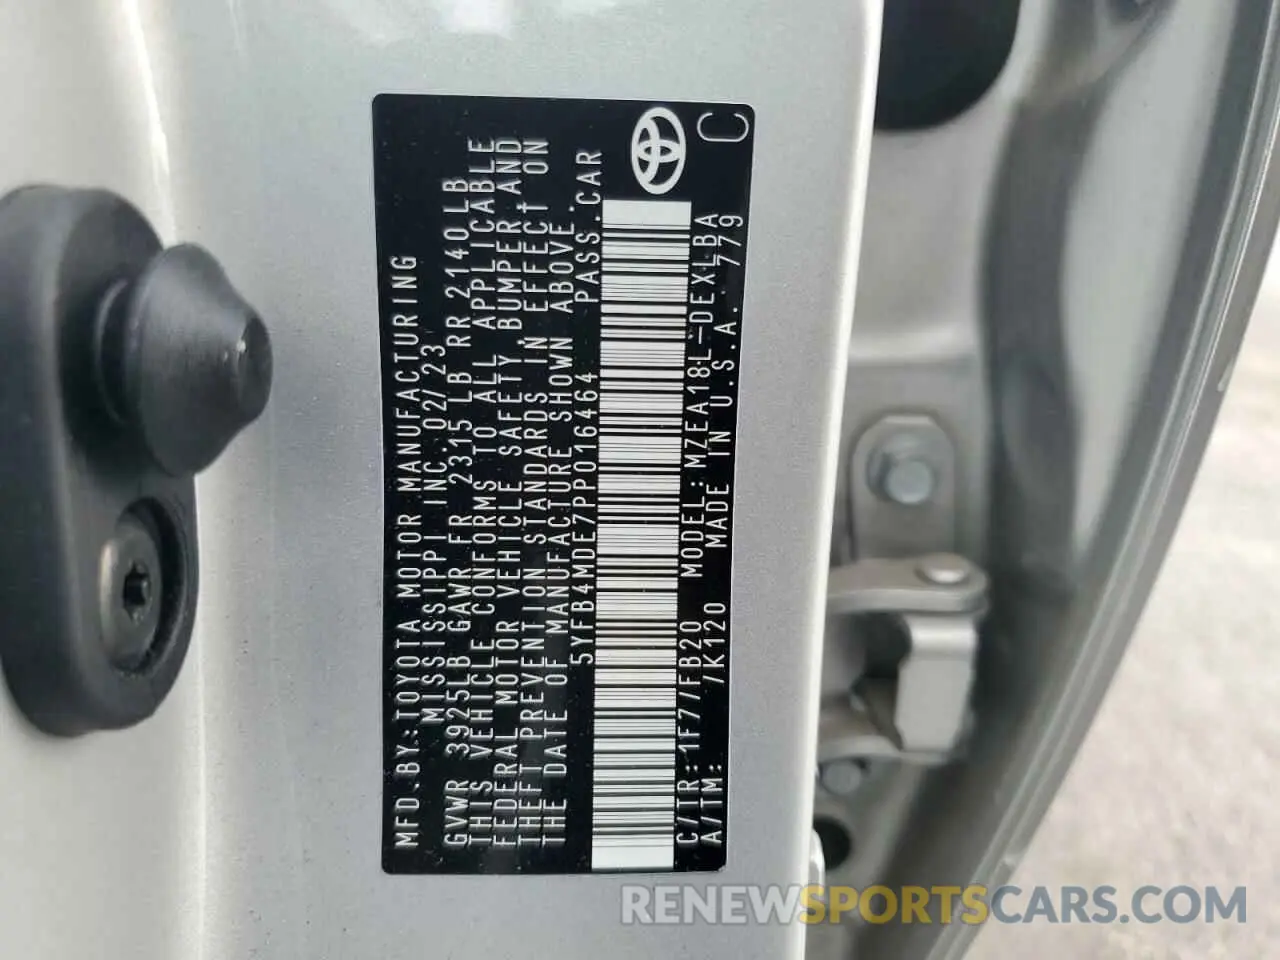 MFD.BY:TOYOTA MOTOR MANUFACTURING
MISSISSIPPI INC. 02/23
GVWR 3925LB GAWR FR 2315 LB RR 2140LB
THIS VEHICLE CONFORMS TO ALL APPLICABLE
FEDERAL MOTOR VEHICLE SAFETY BUMPER AND
THEFT PREVENTION STANDARDS IN EFFECT ON
THE DATE OF MANUFACTURE SHOWN ABOVE.
5YFB4MDE7PP016464 PASS.CAR
C/TR: 1F7/FB20 MODEL:MZEA18L-DEXLBA
A/TM: /K120 MADE IN U.S.A. 779
C
RENEWSPORTSCARS.COM